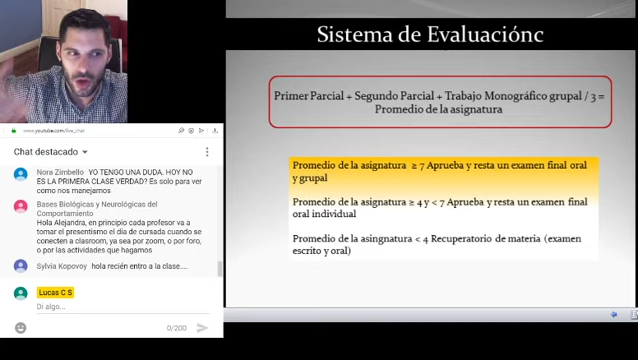 www.youtube.com/live_chat
Chat destacado
Nora Zimbello YO TENGO UNA DUDA. HOY NO
ES LA PRIMERA CLASE VERDAD? Es solo para ver
como nos manejamos
Bases Biológicas y Neurológicas del
Comportamiento
Hola Alejandra, en principio cada profesor va a
tomar el presentismo el día de cursada cuando se
conecten a clasroom, ya sea por zoom, o por foro,
o por las actividades que hagamos
Sylvia Kopovoy hola recién entro a la clase....
Lucas C S
Di algo...
0/200
Sistema de Evaluaciónc
Primer Parcial + Segundo Parcial + Trabajo Monográfico grupal / 3 =
Promedio de la asignatura
Promedio de la asignatura ≥ 7 Aprueba y resta un examen final oral
y grupal
Promedio de la asignatura ≥ 4 y < 7 Aprueba y resta un examen final
oral individual
Promedio de la asingnatura < 4 Recuperatorio de materia (examen
escrito y oral)